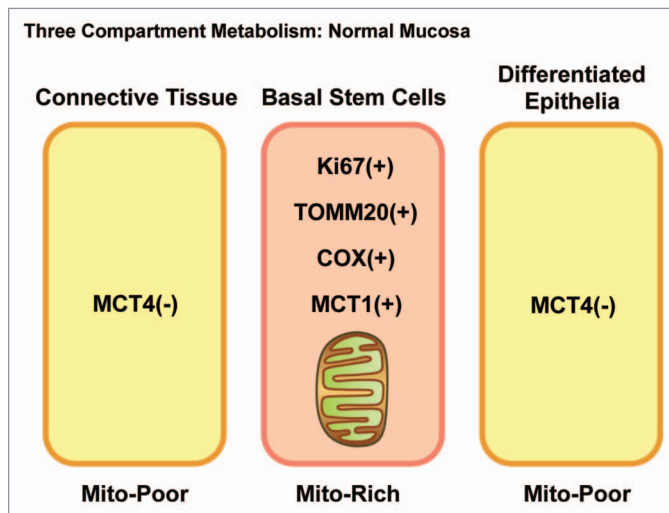 Three Compartment Metabolism: Normal Mucosa
Connective Tissue
MCT4(-)
Mito-Poor
Basal Stem Cells
Ki67(+)
TOMM20(+)
COX(+)
MCT1(+)
Mito-Rich
Differentiated
Epithelia
MCT4(-)
Mito-Poor